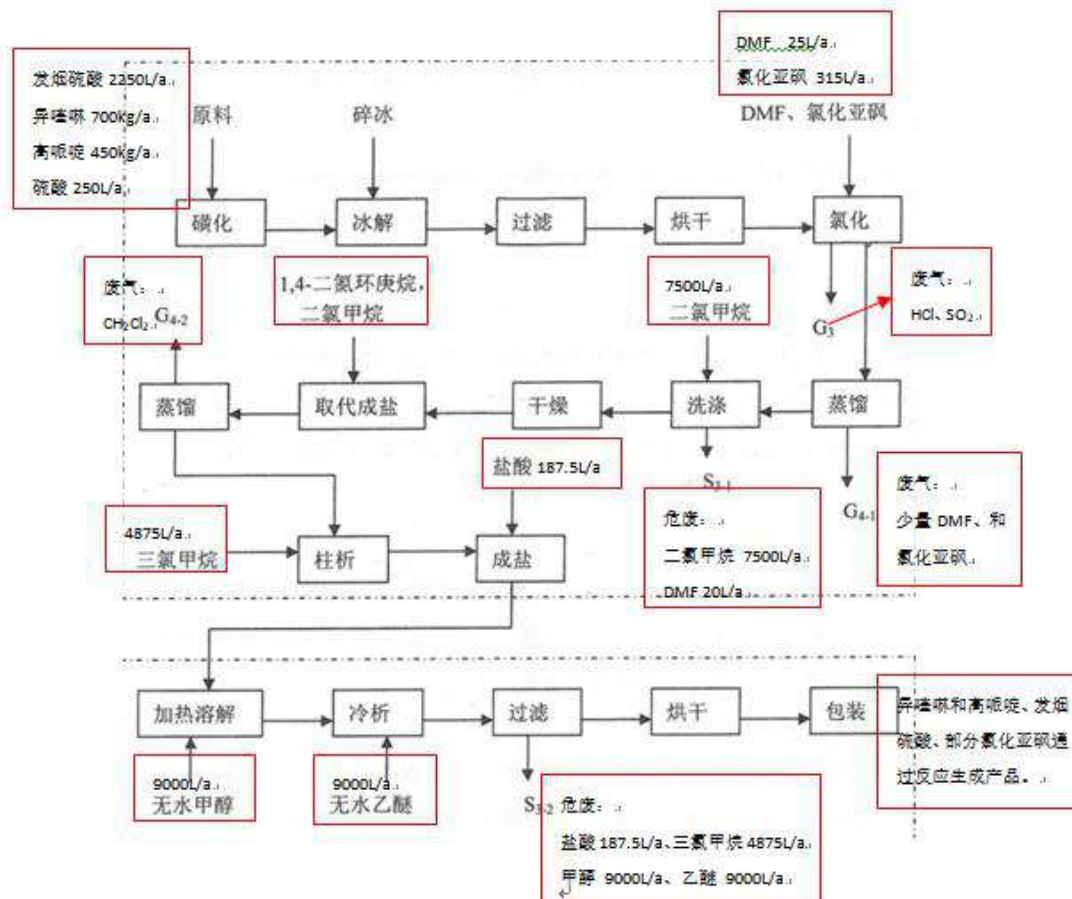 DMF 25L/a
氯化亚砜 315L/a
发烟硫酸 2250L/a
异喹啉 700kg/a
高哌啶 450kg/a
硫酸 250L/a
原料
碎冰
DMF、氯化亚砜
磺化
冰解
过滤
烘干
氯化
废气:
CH₂Cl₂
G₄₋₂
1,4-二氮环庚烷,
二氯甲烷
7500L/a
二氯甲烷
G₃
废气:
HCl、SO₂
蒸馏
取代成盐
干燥
洗涤
蒸馏
盐酸 187.5L/a
S₃₋₁
G₄₋₁
危废:
二氯甲烷 7500L/a
DMF 20L/a
废气:
少量 DMF、和
氯化亚砜
4875L/a
三氯甲烷
柱析
成盐
加热溶解
冷析
过滤
烘干
包装
异喹啉和高哌啶、发烟
硫酸、部分氯化亚砜通
过反应生成产品。
9000L/a
无水甲醇
9000L/a
无水乙醚
S₃₋₂
危废:
盐酸 187.5L/a、三氯甲烷 4875L/a
甲醇 9000L/a、乙醚 9000L/a